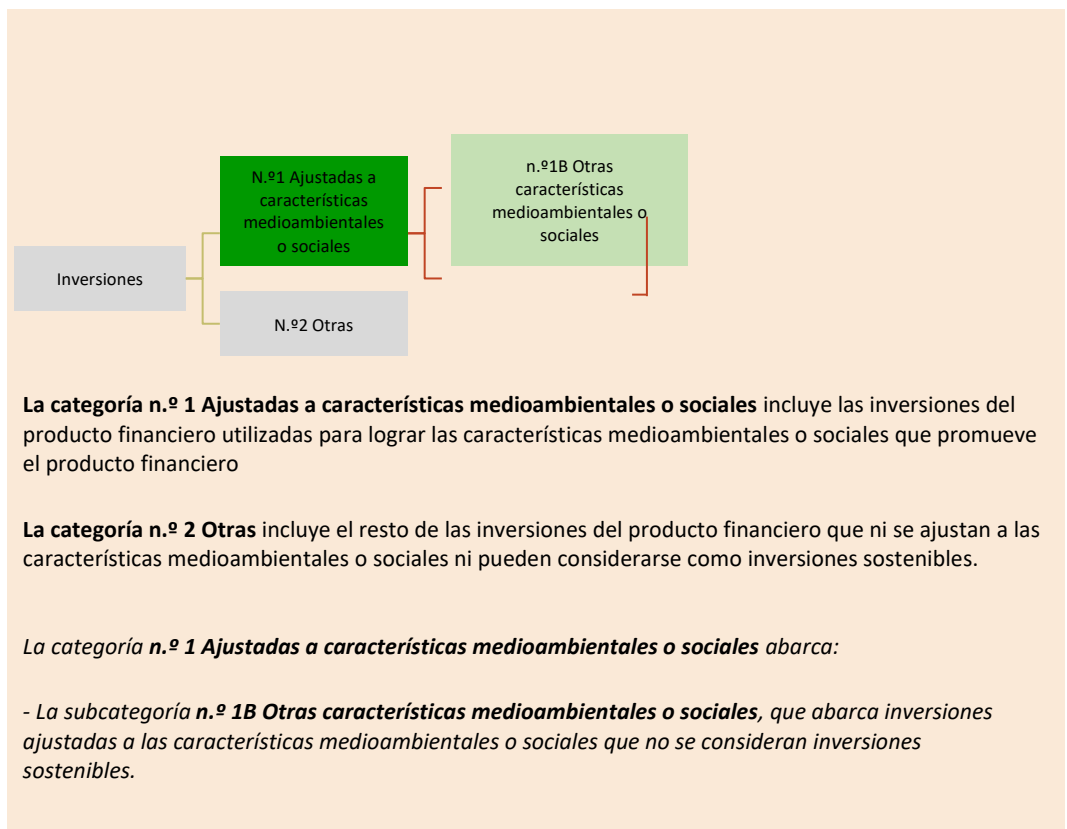 N.º1 Ajustadas a
características
medioambientales
o sociales
n.º1B Otras
características
medioambientales o
sociales
Inversiones
N.º2 Otras
La categoría n.º 1 Ajustadas a características medioambientales o sociales incluye las inversiones del
producto financiero utilizadas para lograr las características medioambientales o sociales que promueve
el producto financiero
La categoría n.º 2 Otras incluye el resto de las inversiones del producto financiero que ni se ajustan a las
características medioambientales o sociales ni pueden considerarse como inversiones sostenibles.
La categoría n.º 1 Ajustadas a características medioambientales o sociales abarca:
- La subcategoría n.º 1B Otras características medioambientales o sociales, que abarca inversiones
ajustadas a las características medioambientales o sociales que no se consideran inversiones
sostenibles.